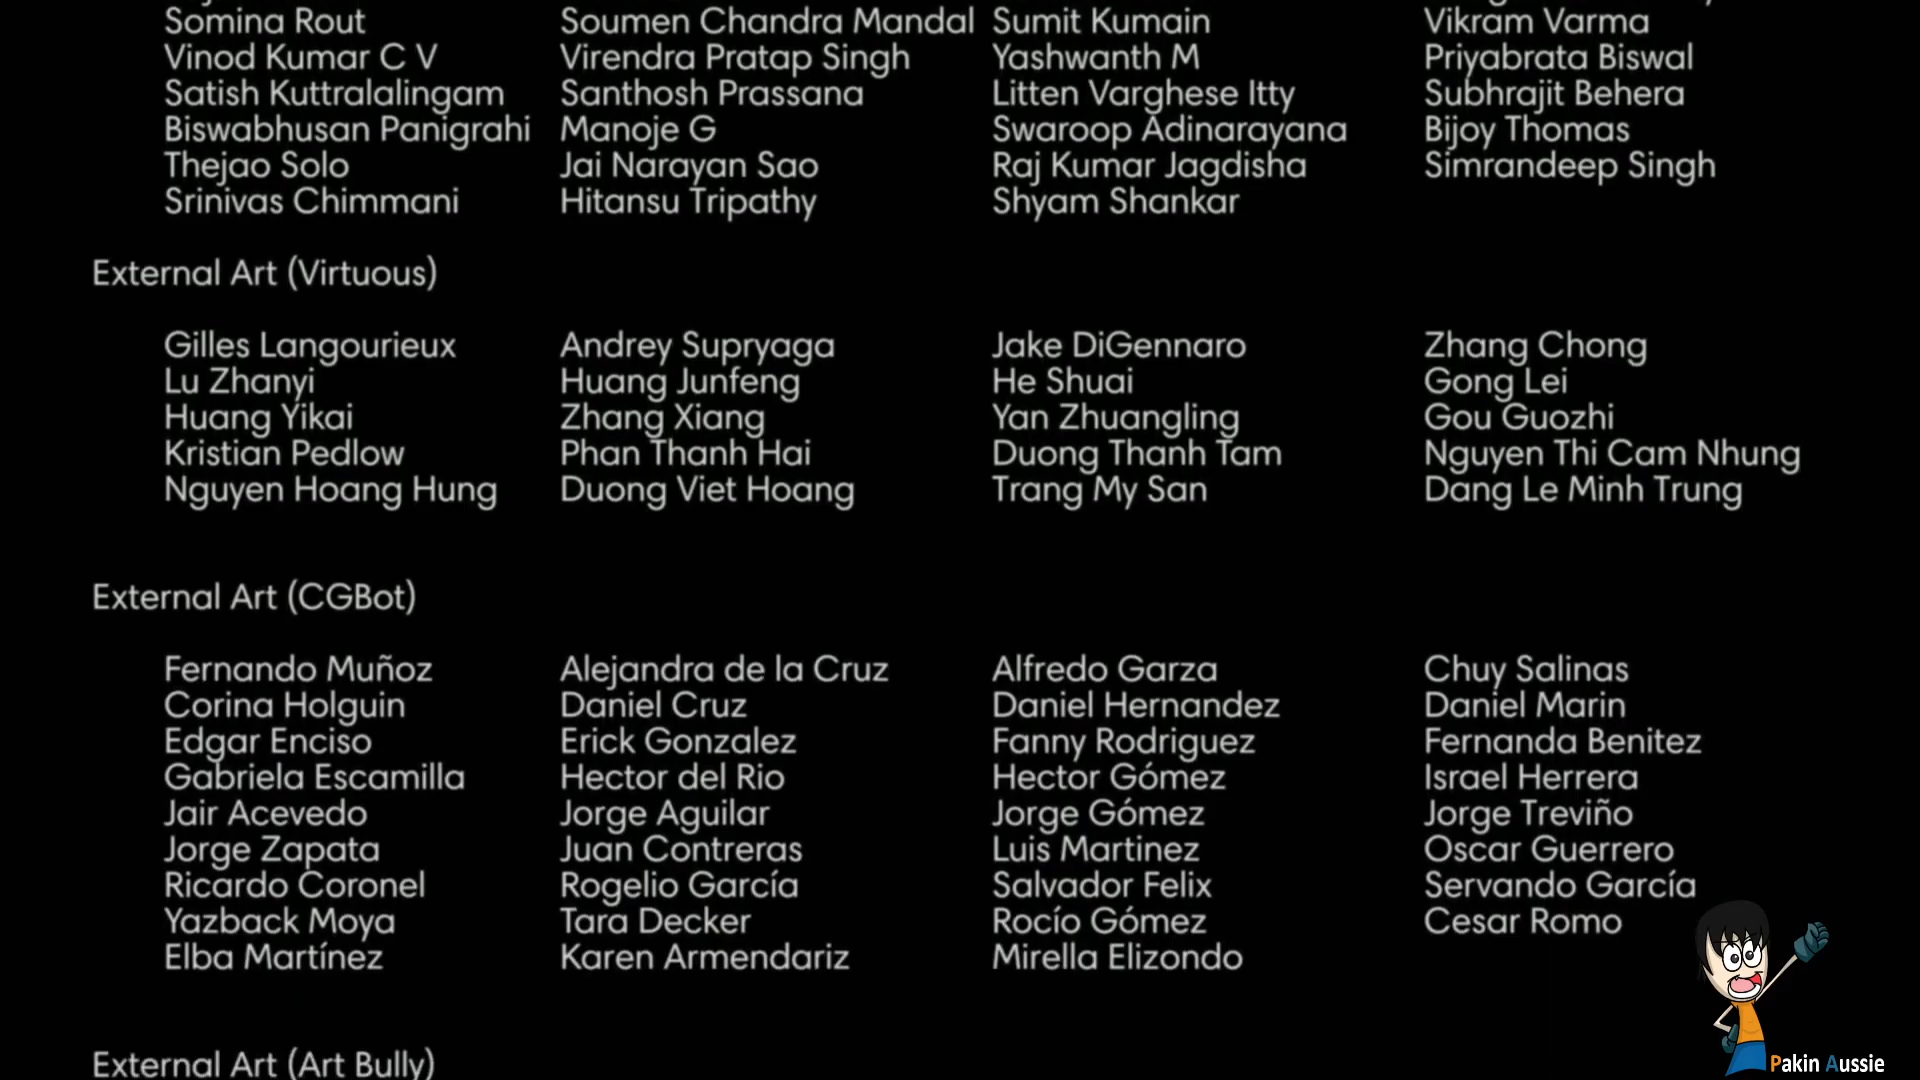 Somina Rout Soumen Chandra Mandal Sumit Kumain Vikram Varma
Vinod Kumar C V Virendra Pratap Singh Yashwanth M Priyabrata Biswal
Satish Kuttralalingam Santhosh Prassana Litten Varghese Itty Subhrajit Behera
Biswabhusan Panigrahi Manoje G Swaroop Adinarayana Bijoy Thomas
Thejao Solo Jai Narayan Sao Raj Kumar Jagdisha Simrandeep Singh
Srinivas Chimmani Hitansu Tripathy Shyam Shankar
External Art (Virtuous)
Gilles Langourieux Andrey Supryaga Jake DiGennaro Zhang Chong
Lu Zhanyi Huang Junfeng He Shuai Gong Lei
Huang Yikai Zhang Xiang Yan Zhuangling Gou Guozhi
Kristian Pedlow Phan Thanh Hai Duong Thanh Tam Nguyen Thi Cam Nhung
Nguyen Hoang Hung Duong Viet Hoang Trang My San Dang Le Minh Trung
External Art (CGBot)
Fernando Muñoz Alejandra de la Cruz Alfredo Garza Chuy Salinas
Corina Holguin Daniel Cruz Daniel Hernandez Daniel Marin
Edgar Enciso Erick Gonzalez Fanny Rodriguez Fernanda Benitez
Gabriela Escamilla Hector del Rio Hector Gómez Israel Herrera
Jair Acevedo Jorge Aguilar Jorge Gómez Jorge Treviño
Jorge Zapata Juan Contreras Luis Martinez Oscar Guerrero
Ricardo Coronel Rogelio García Salvador Felix Servando García
Yazback Moya Tara Decker Rocío Gómez Cesar Romo
Elba Martínez Karen Armendariz Mirella Elizondo
External Art (Art Bully)
Pakin Aussie